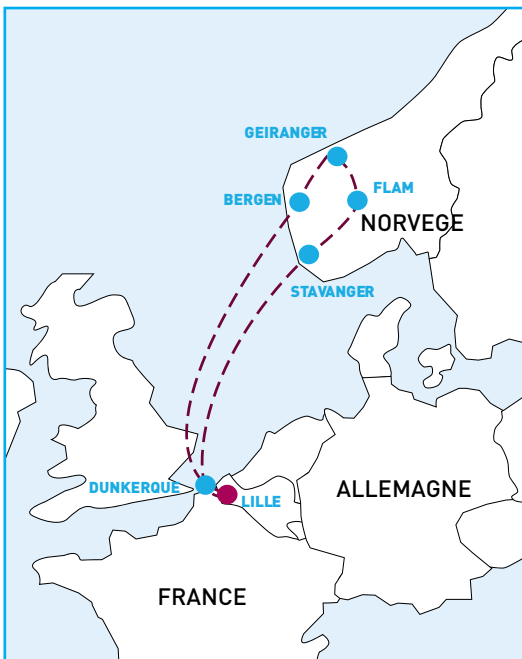 GEIRANGER
BERGEN
FLAM
NORVEGE
STAVANGER
DUNKERQUE
LILLE
ALLEMAGNE
FRANCE